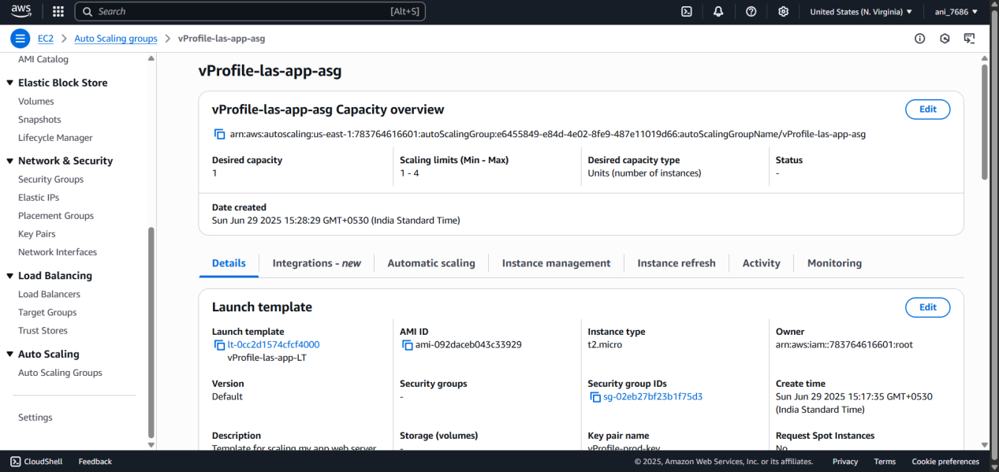 aws
Search
[Alt+S]
United States (N. Virginia)
ani_7686
EC2
Auto Scaling groups
vProfile-las-app-asg
AMI Catalog
Elastic Block Store
Volumes
Snapshots
Lifecycle Manager
Network & Security
Security Groups
Elastic IPs
Placement Groups
Key Pairs
Network Interfaces
Load Balancing
Load Balancers
Target Groups
Trust Stores
Auto Scaling
Auto Scaling Groups
Settings
vProfile-las-app-asg
vProfile-las-app-asg Capacity overview
Edit
arn:aws:autoscaling:us-east-1:783764616601:autoScalingGroup:e6455849-e84d-4e02-8fe9-487e11019d66:autoScalingGroupName/vProfile-las-app-asg
Desired capacity
1
Scaling limits (Min - Max)
1 - 4
Desired capacity type
Units (number of instances)
Status
-
Date created
Sun Jun 29 2025 15:28:29 GMT+0530 (India Standard Time)
Details
Integrations - new
Automatic scaling
Instance management
Instance refresh
Activity
Monitoring
Launch template
Edit
Launch template
lt-0cc2d1574cfcf4000
vProfile-las-app-LT
AMI ID
ami-092daceb043c33929
Instance type
t2.micro
Owner
arn:aws:iam::783764616601:root
Version
Default
Security groups
-
Security group IDs
sg-02eb27bf23b1f75d3
Create time
Sun Jun 29 2025 15:17:35 GMT+0530
(India Standard Time)
Description
Template for scaling my app web server
Storage (volumes)
-
Key pair name
vProfile-prod-key
Request Spot Instances
No
CloudShell
Feedback
© 2025, Amazon Web Services, Inc. or its affiliates.
Privacy
Terms
Cookie preferences